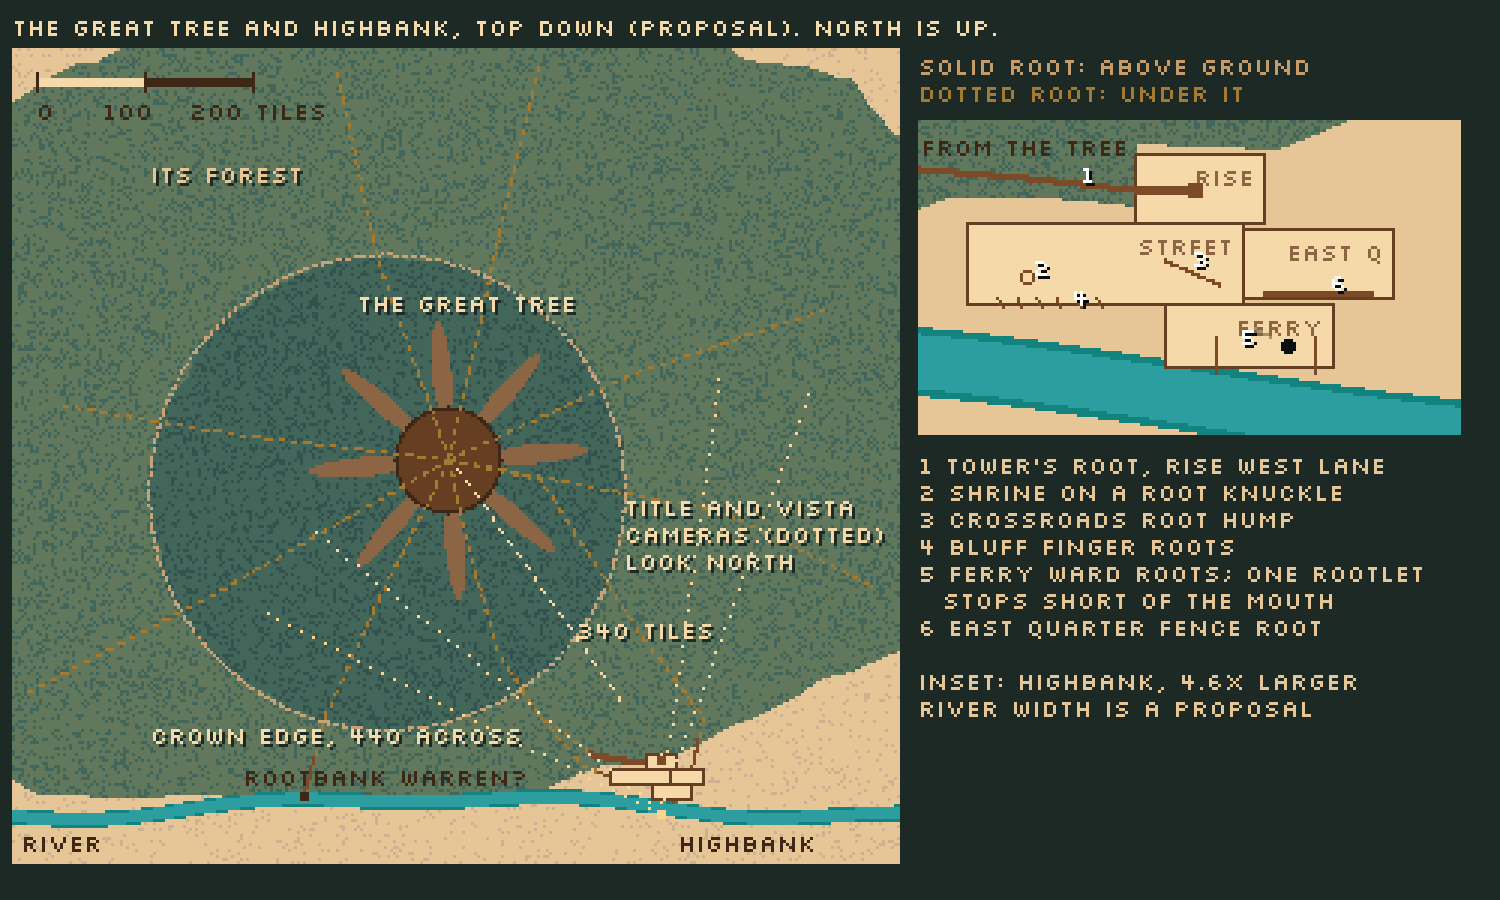 THE GREAT TREE AND HIGHBANK, TOP DOWN (PROPOSAL). NORTH IS UP.
0 100 200 TILES
ITS FOREST
THE GREAT TREE
TITLE AND VISTA
CAMERAS (DOTTED)
LOOK NORTH
340 TILES
CROWN EDGE, 440 ACROSS
ROOTBANK WARREN?
RIVER
HIGHBANK
SOLID ROOT: ABOVE GROUND
DOTTED ROOT: UNDER IT
FROM THE TREE
1
RISE
STREET
EAST Q
2
3
6
4
FERRY
5
1 TOWER'S ROOT, RISE WEST LANE
2 SHRINE ON A ROOT KNUCKLE
3 CROSSROADS ROOT HUMP
4 BLUFF FINGER ROOTS
5 FERRY WARD ROOTS; ONE ROOTLET
STOPS SHORT OF THE MOUTH
6 EAST QUARTER FENCE ROOT
INSET: HIGHBANK, 4.6X LARGER
RIVER WIDTH IS A PROPOSAL